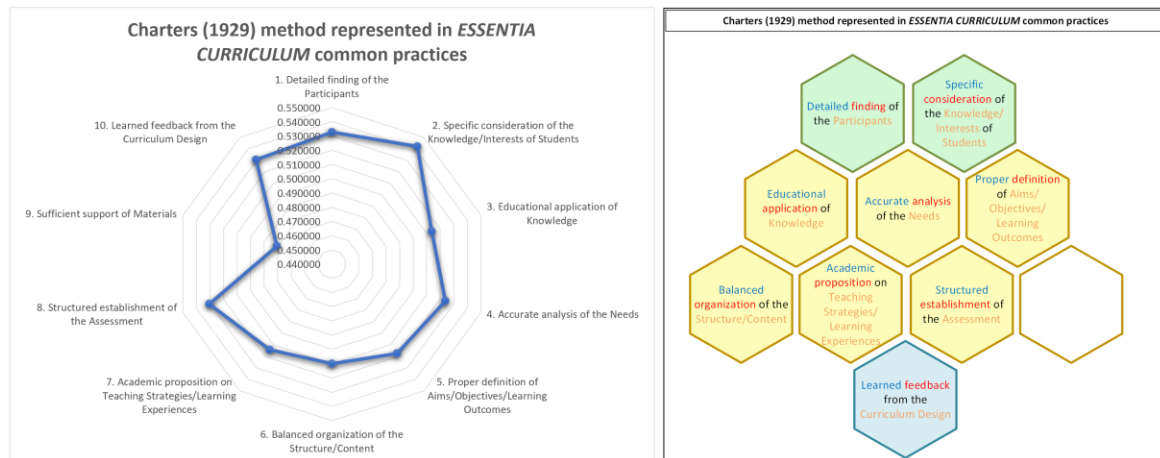 Charters (1929) method represented in ESSENTIA
CURRICULUM common practices
1. Detailed finding of the
Participants
0.550000
0.540000
0.530000
0.520000
0.510000
0.500000
0.490000
0.480000
0.470000
0.460000
0.450000
0.440000
2. Specific consideration of the
Knowledge/Interests of Students
3. Educational application of
Knowledge
4. Accurate analysis of the Needs
5. Proper definition of
Aims/Objectives/Learning
Outcomes
6. Balanced organization of the
Structure/Content
7. Academic proposition on
Teaching Strategies/Learning
Experiences
8. Structured establishment of
the Assessment
9. Sufficient support of Materials
10. Learned feedback from the
Curriculum Design
Charters (1929) method represented in ESSENTIA CURRICULUM common practices
Detailed finding of
the Participants
Specific
consideration of
the Knowledge/
Interests of
Students
Educational
application of
Knowledge
Accurate analysis
of the Needs
Proper definition
of Aims/
Objectives/
Learning
Outcomes
Balanced
organization of the
Structure/Content
Academic
proposition on
Teaching
Strategies/
Learning
Experiences
Structured
establishment of
the Assessment
Learned feedback
from the
Curriculum Design